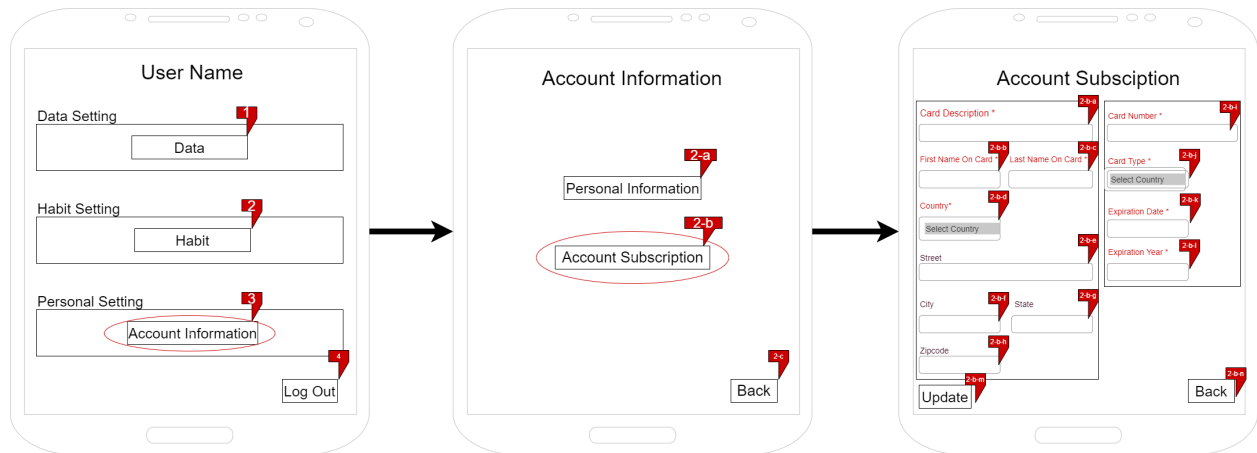 User Name
Data Setting
1
Data
Habit Setting
2
Habit
Personal Setting
3
Account Information
4
Log Out
Account Information
2-a
Personal Information
2-b
Account Subscription
2-c
Back
Account Subsciption
2-b-a
Card Description *
2-b-b
2-b-c
First Name On Card * Last Name On Card *
2-b-d
Country*
Select Country
2-b-e
Street
2-b-f
2-b-g
City State
2-b-h
Zipcode
2-b-m
Update
2-b-i
Card Number *
2-b-j
Card Type *
Select Country
2-b-k
Expiration Date *
2-b-l
Expiration Year *
2-b-n
Back